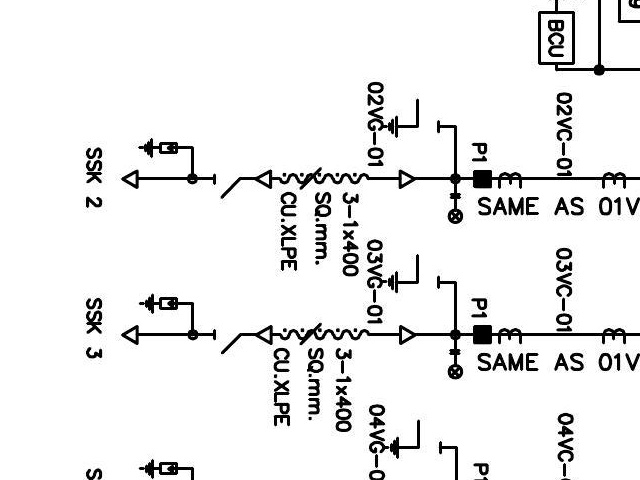 BCU
02VG-01
02VC-01
P1
SSK 2
3-1x400
SQ.mm.
CU.XLPE
SAME AS 01V
03VG-01
03VC-01
P1
SSK 3
3-1x400
SQ.mm.
CU.XLPE
SAME AS 01V
04VG-0
04VC-
P1
S